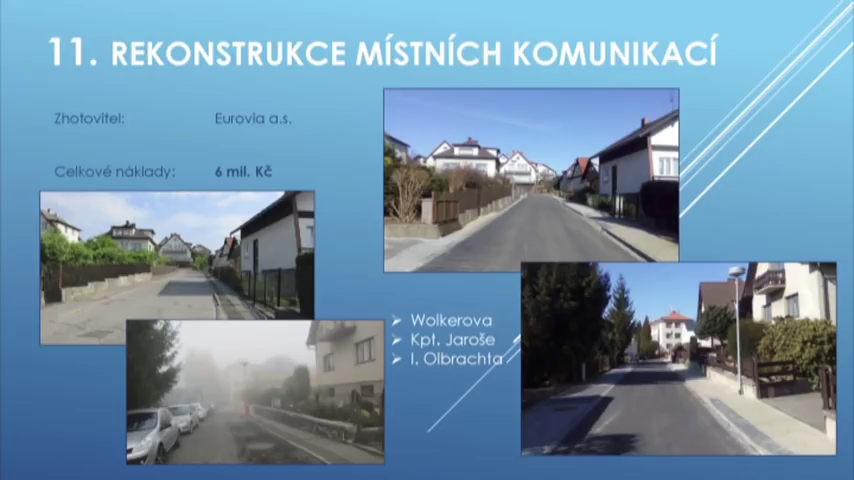 11. REKONSTRUKCE MÍSTNÍCH KOMUNIKACÍ
Zhotovitel: Eurovia a.s.
Celkové náklady: 6 mil. Kč
Wolkerova
Kpt. Jaroše
I. Olbrachta